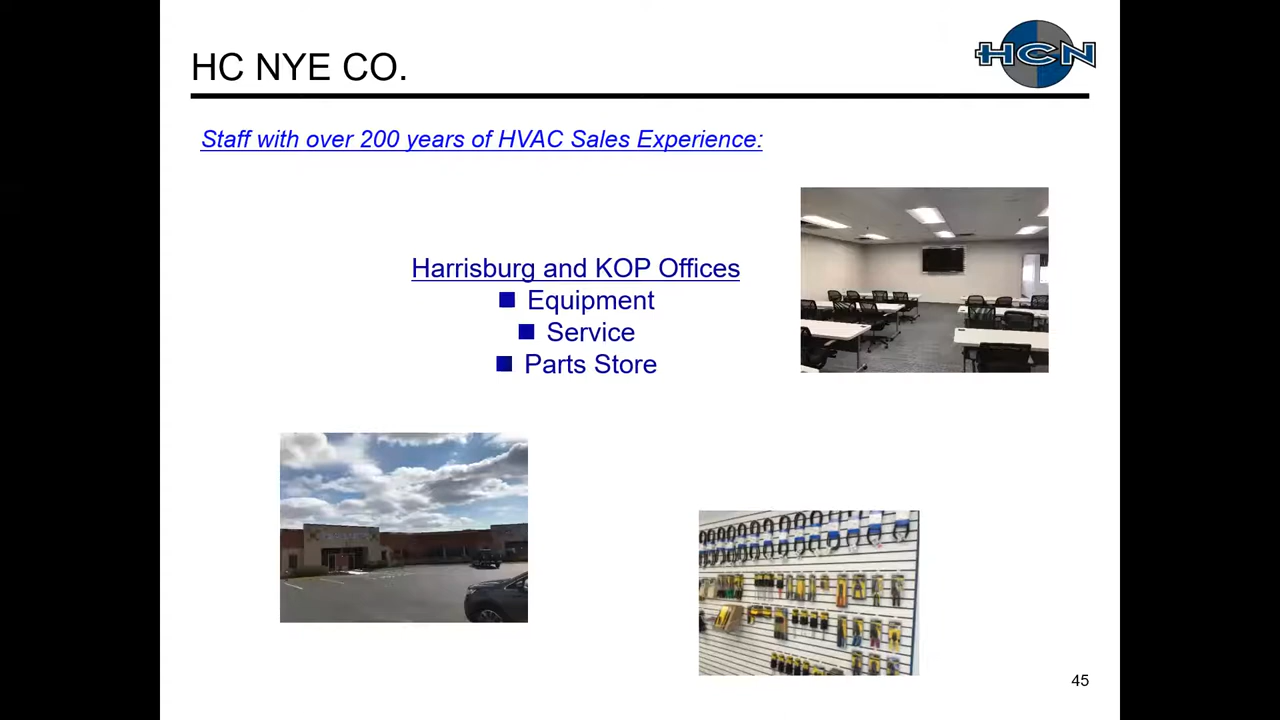 HC NYE CO.
HCN
Staff with over 200 years of HVAC Sales Experience:
Harrisburg and KOP Offices
Equipment
Service
Parts Store
45